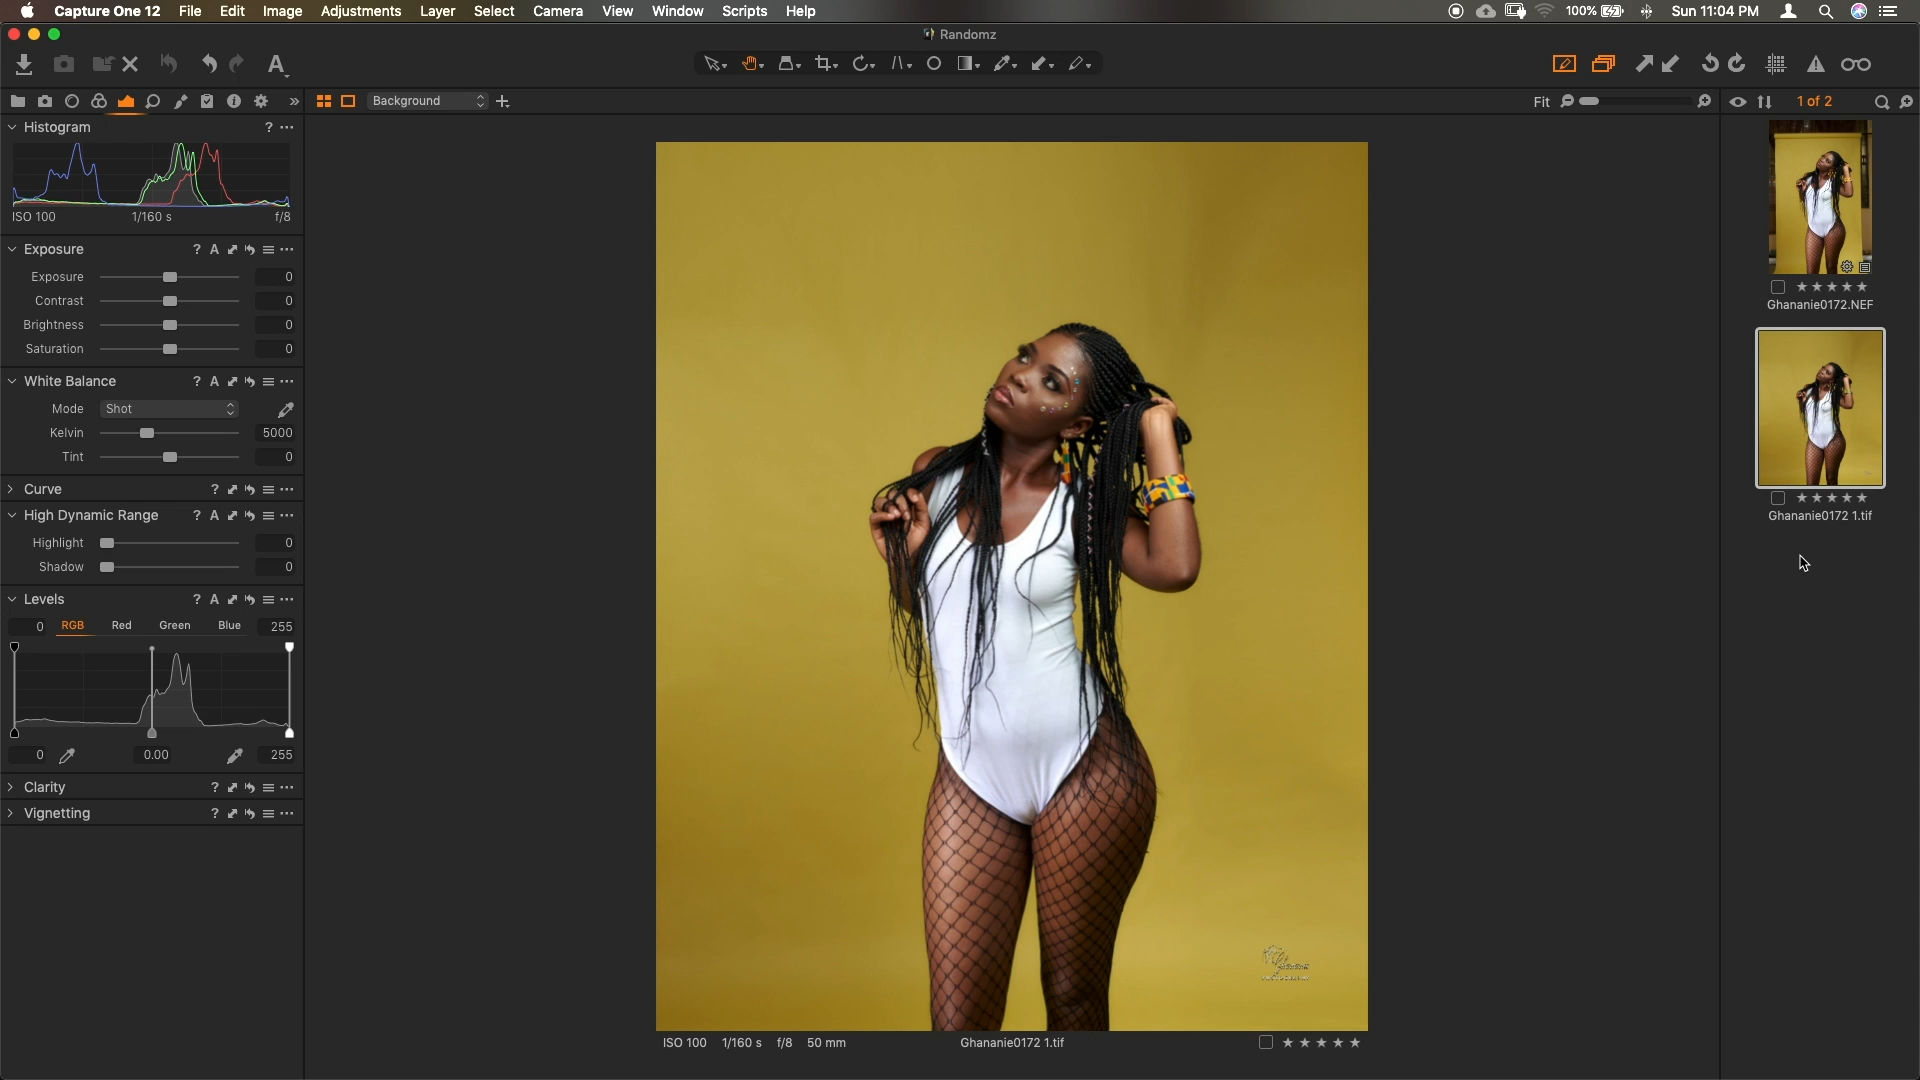 Capture One 12 File Edit Image Adjustments Layer Select Camera View Window Scripts Help 100% Sun 11:04 PM
Randomz
A
Background Fit 1 of 2
Histogram ?
ISO 100 1/160 s f/8
Exposure ? A
Exposure 0
Contrast 0
Brightness 0
Saturation 0
White Balance ? A
Mode Shot
Kelvin 5000
Tint 0
Curve ?
High Dynamic Range ? A
Highlight 0
Shadow 0
Levels ? A
0 RGB Red Green Blue 255
0 0.00 255
Clarity ?
Vignetting ?
ISO 100 1/160 s f/8 50 mm Ghananie0172 1.tif
Ghananie0172.NEF
Ghananie0172 1.tif